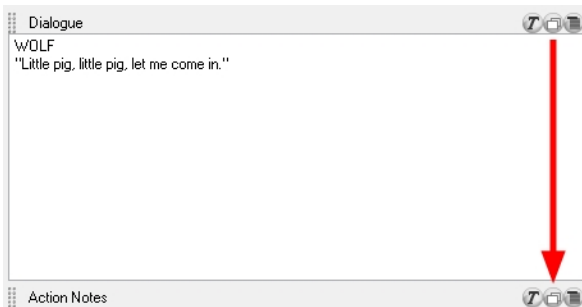 Dialogue
T
WOLF
"Little pig, little pig, let me come in."
Action Notes
T